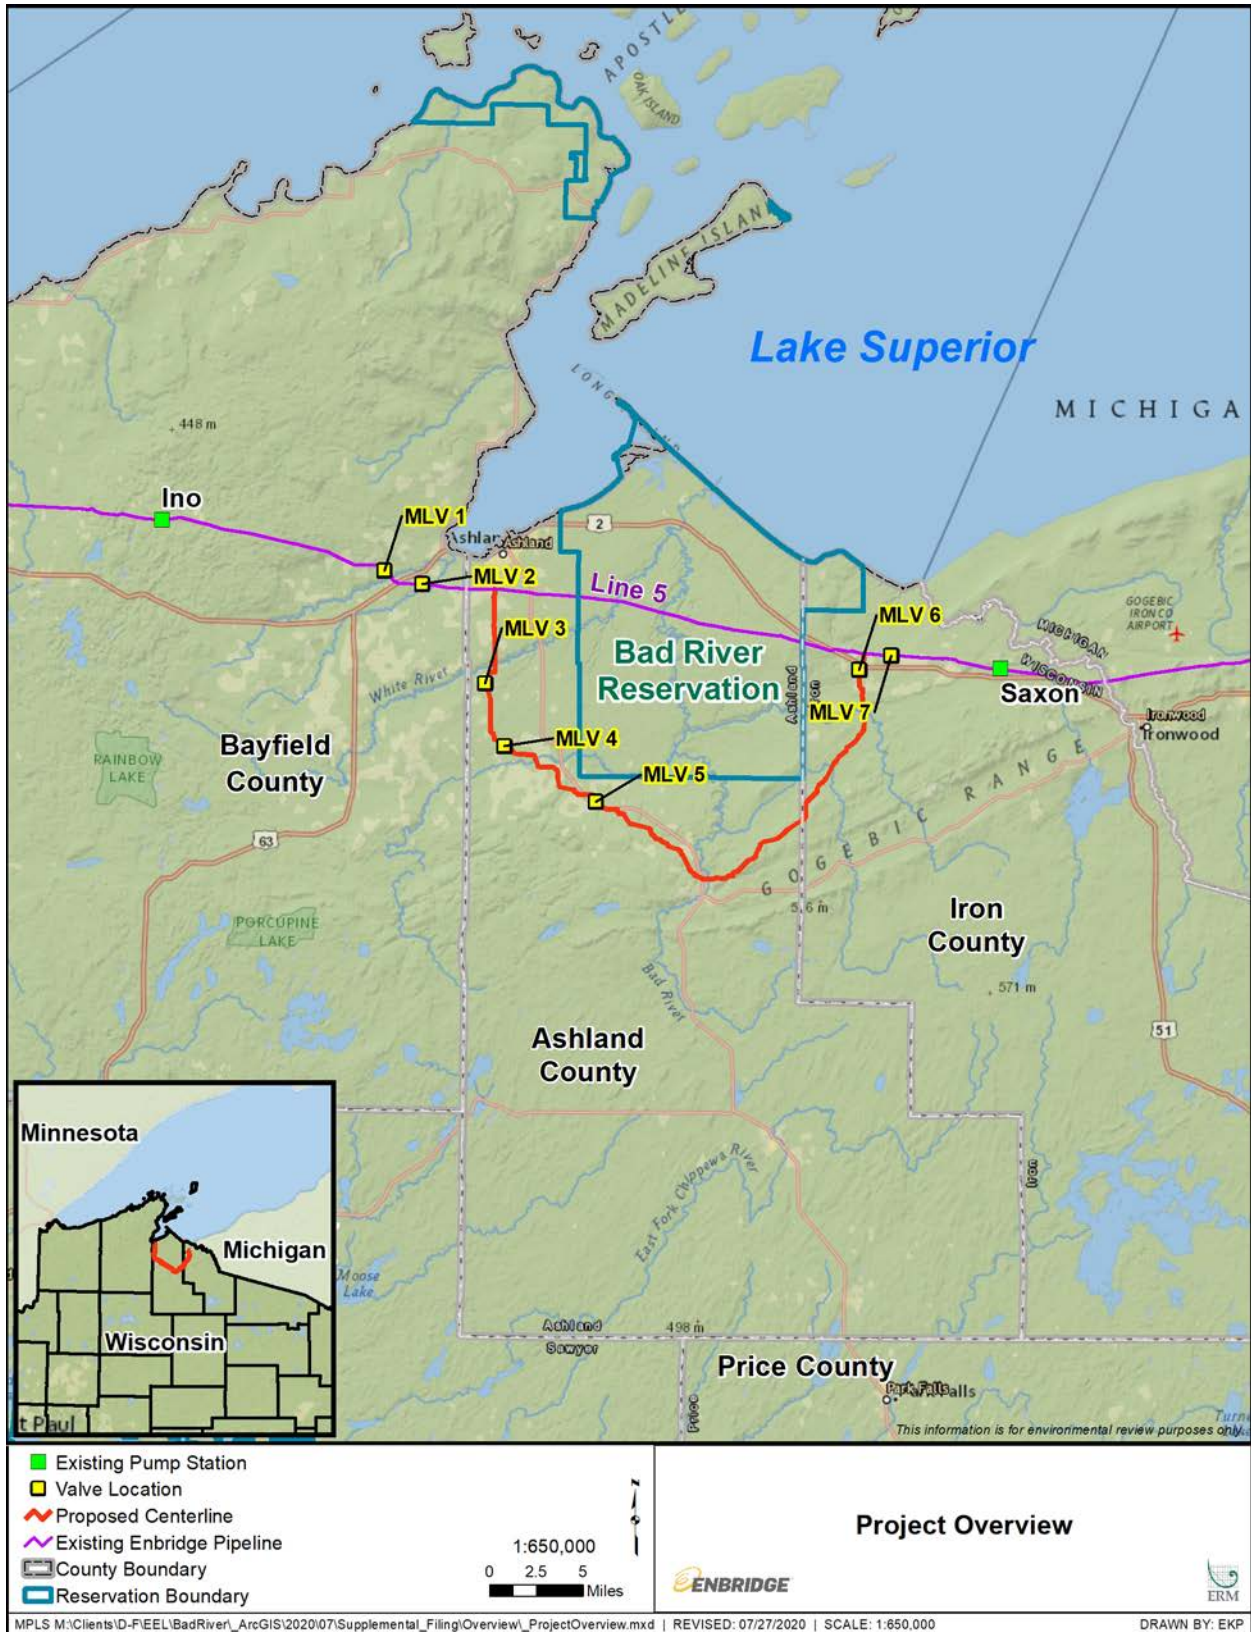 APOSTLE
OAK ISLAND
MADELINE ISLAND
Lake Superior
LONG
MICHIGA
448 m
Ino
MLV 1
Ashland
2
MLV 2
Line 5
GOGEBIC
IRON CO
AIRPORT
MICHIGAN
WISCONSIN
MLV 3
MLV 6
Bad River
Reservation
White River
Ashland
Saxon
MLV 7
Ironwood
Ironwood
Bayfield
County
MLV 4
RAINBOW
LAKE
MLV 5
63
GOGEBIC RANGE
PORCUPINE
LAKE
Iron
County
Bad River
571 m
51
Ashland
County
East Fork Chippewa River
Iron
Moose
Lake
Ashland
Sawyer
498 m
Price County
Price
Park Falls
This information is for environmental review purposes only.
Minnesota
Michigan
Wisconsin
t Paul
Existing Pump Station
Valve Location
Proposed Centerline
Existing Enbridge Pipeline
County Boundary
Reservation Boundary
N
1:650,000
0 2.5 5
Miles
Project Overview
ENBRIDGE
ERM
MPLS M:\Clients\D-F\EEL\BadRiver\_ArcGIS\2020\07\Supplemental_Filing\Overview\_ProjectOverview.mxd | REVISED: 07/27/2020 | SCALE: 1:650,000
DRAWN BY: EKP